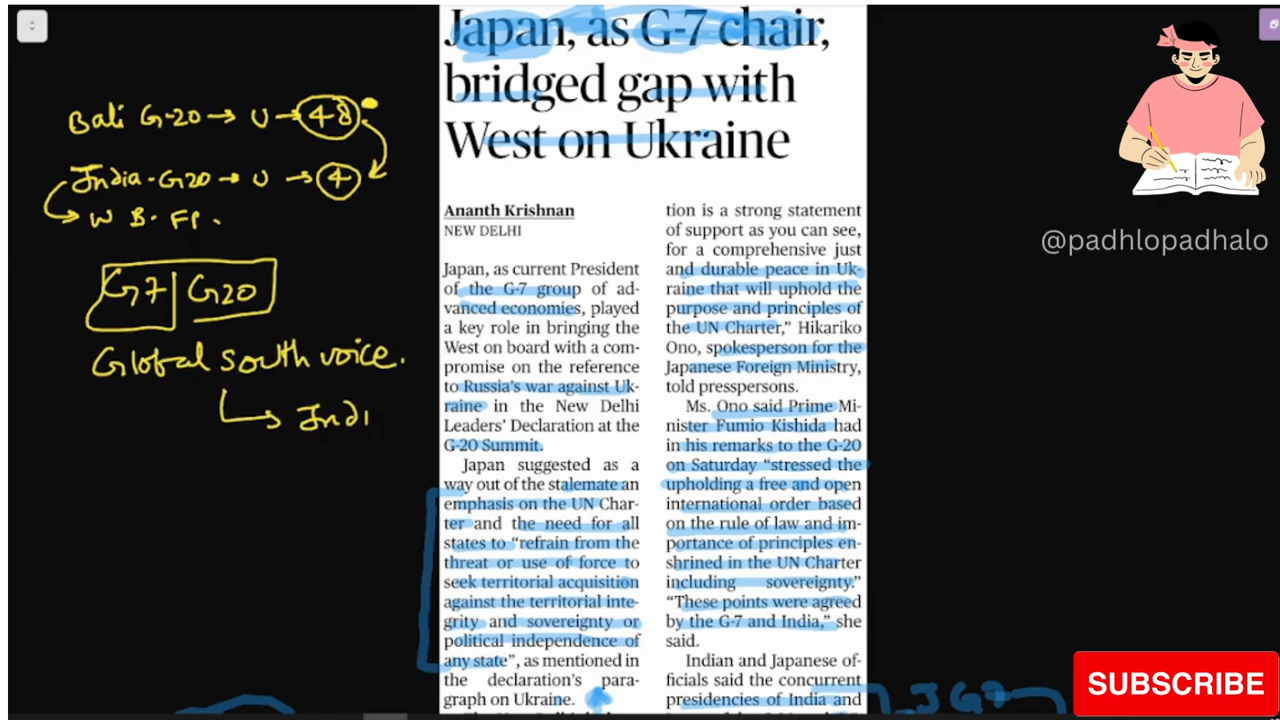 Japan, as G-7 chair,
bridged gap with
West on Ukraine
Bali G-20 → U → 48
India-G20 → U → 4
→ W B. FP.
G7 | G20
Global south voice.
→ Indi
@padhlopadhalo
Ananth Krishnan
NEW DELHI
Japan, as current President
of the G-7 group of ad-
vanced economies, played
a key role in bringing the
West on board with a com-
promise on the reference
to Russia's war against Uk-
raine in the New Delhi
Leaders' Declaration at the
G-20 Summit.
Japan suggested as a
way out of the stalemate an
emphasis on the UN Char-
ter and the need for all
states to “refrain from the
threat or use of force to
seek territorial acquisition
against the territorial inte-
grity and sovereignty or
political independence of
any state”, as mentioned in
the declaration's para-
graph on Ukraine.
tion is a strong statement
of support as you can see,
for a comprehensive just
and durable peace in Uk-
raine that will uphold the
purpose and principles of
the UN Charter,” Hikariko
Ono, spokesperson for the
Japanese Foreign Ministry,
told presspersons.
Ms. Ono said Prime Mi-
nister Fumio Kishida had
in his remarks to the G-20
on Saturday “stressed the
upholding a free and open
international order based
on the rule of law and im-
portance of principles en-
shrined in the UN Charter
including sovereignty.”
“These points were agreed
by the G-7 and India,” she
said.
Indian and Japanese of-
ficials said the concurrent
presidencies of India and
SUBSCRIBE